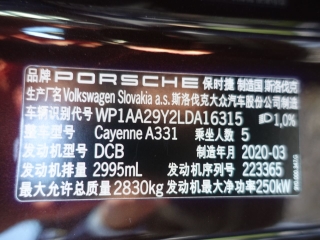 品牌 PORSCHE 保时捷 制造国 斯洛伐克
生产厂名 Volkswagen Slovakia a.s. 斯洛伐克大众汽车股份公司制造
车辆识别代号 WP1AA29Y2LDA16315 1,0%
整车型号 Cayenne A331 乘坐人数 5
发动机型号 DCB 制造年月 2020-03
发动机排量 2995mL 发动机序列号 223365
最大允许总质量 2830kg 发动机最大净功率 250kW